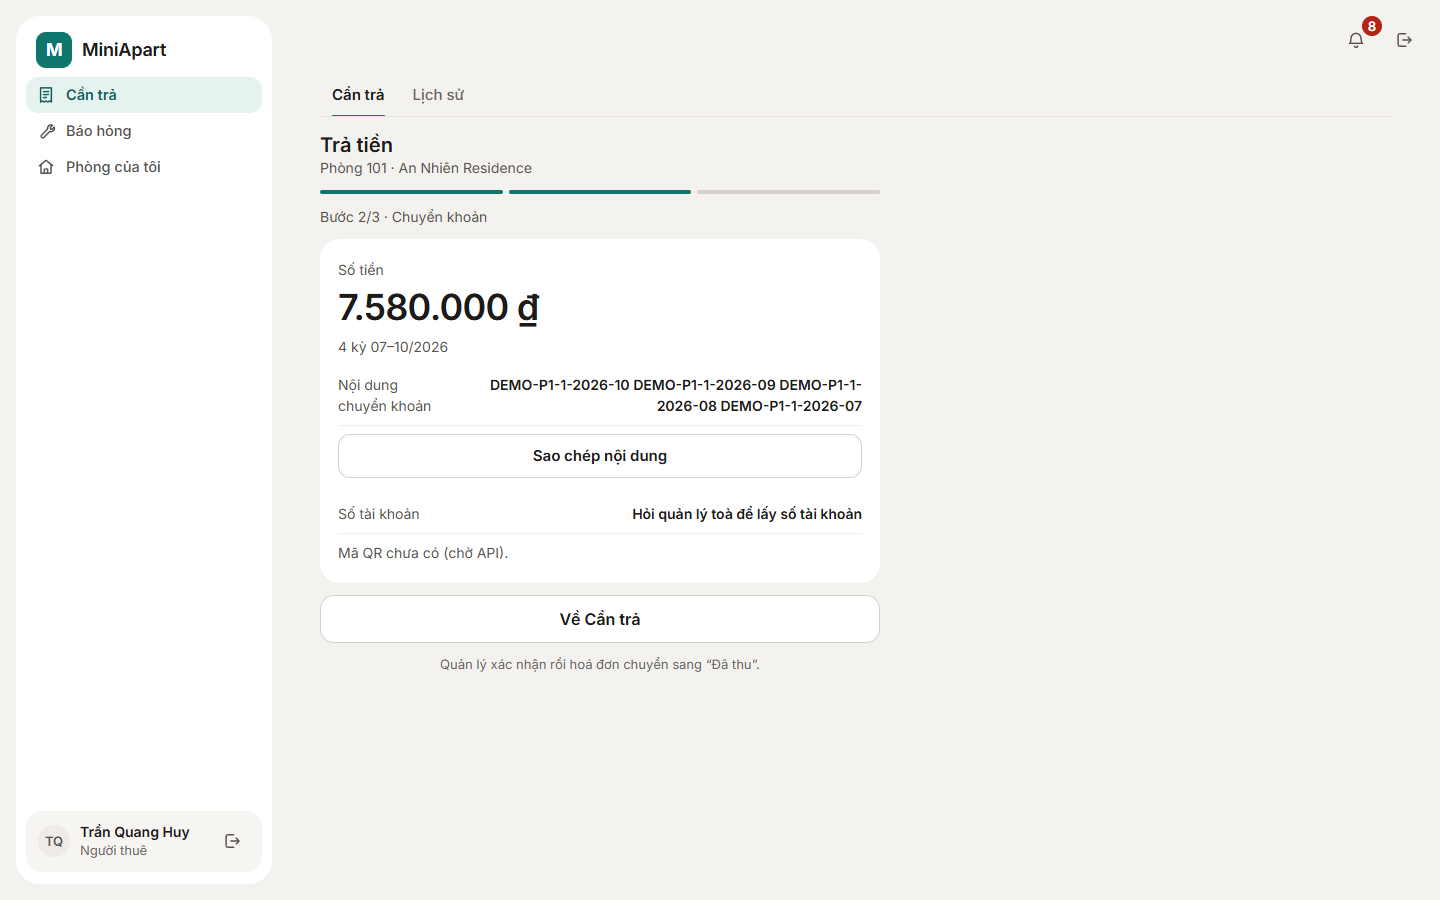 M MiniApart
8
Cần trả
Báo hỏng
Phòng của tôi
Cần trả Lịch sử
Trả tiền
Phòng 101 · An Nhiên Residence
Bước 2/3 · Chuyển khoản
Số tiền
7.580.000 ₫
4 kỳ 07–10/2026
Nội dung
chuyển khoản
DEMO-P1-1-2026-10 DEMO-P1-1-2026-09 DEMO-P1-1-
2026-08 DEMO-P1-1-2026-07
Sao chép nội dung
Số tài khoản Hỏi quản lý toà để lấy số tài khoản
Mã QR chưa có (chờ API).
Về Cần trả
Quản lý xác nhận rồi hoá đơn chuyển sang “Đã thu”.
TQ
Trần Quang Huy
Người thuê